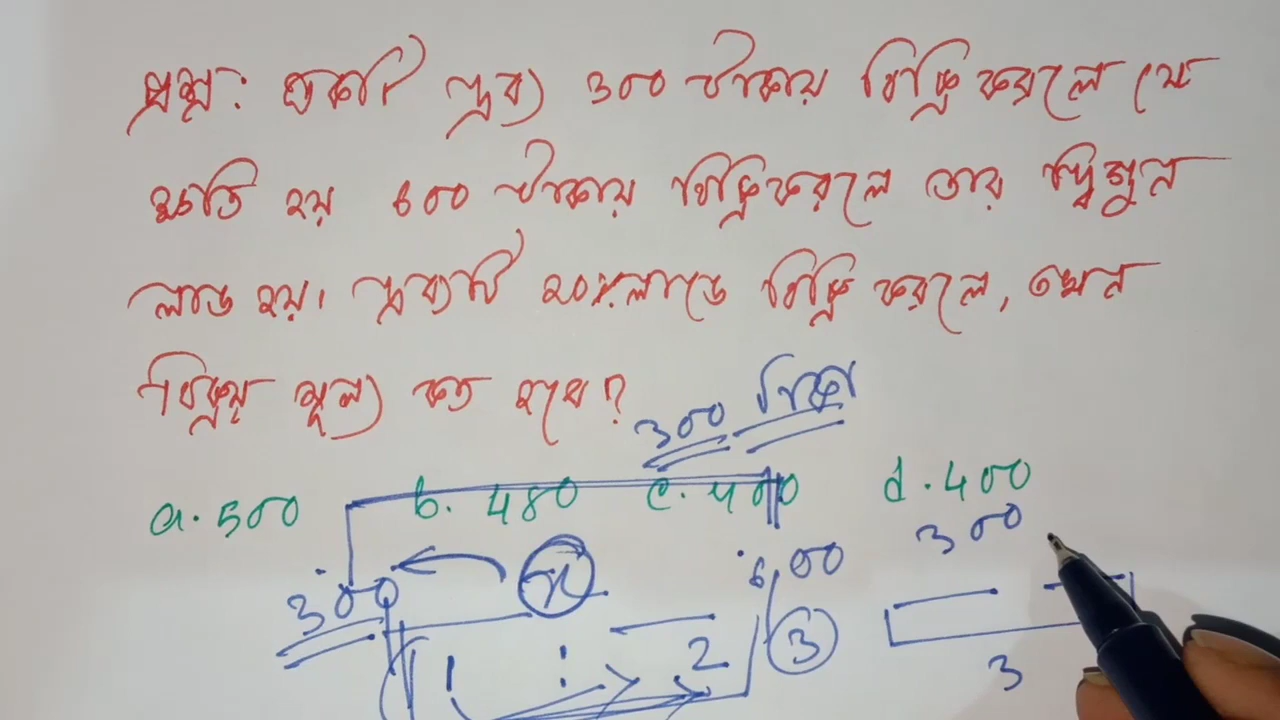 প্রশ্ন: একটি দ্রব্য ৩০০ টাকায় বিক্রি করলে যে
ক্ষতি হয় ৬০০ টাকায় বিক্রি করলে তার দ্বিগুন
লাভ হয়। দ্রব্যটি ২০% লাভে বিক্রি করলে, তখন
বিক্রয় মূল্য কত হবে?
300 টাকা
a. 500 b. 480 c. 400 d. 400
300 x 600 300
1 : 2 3 3